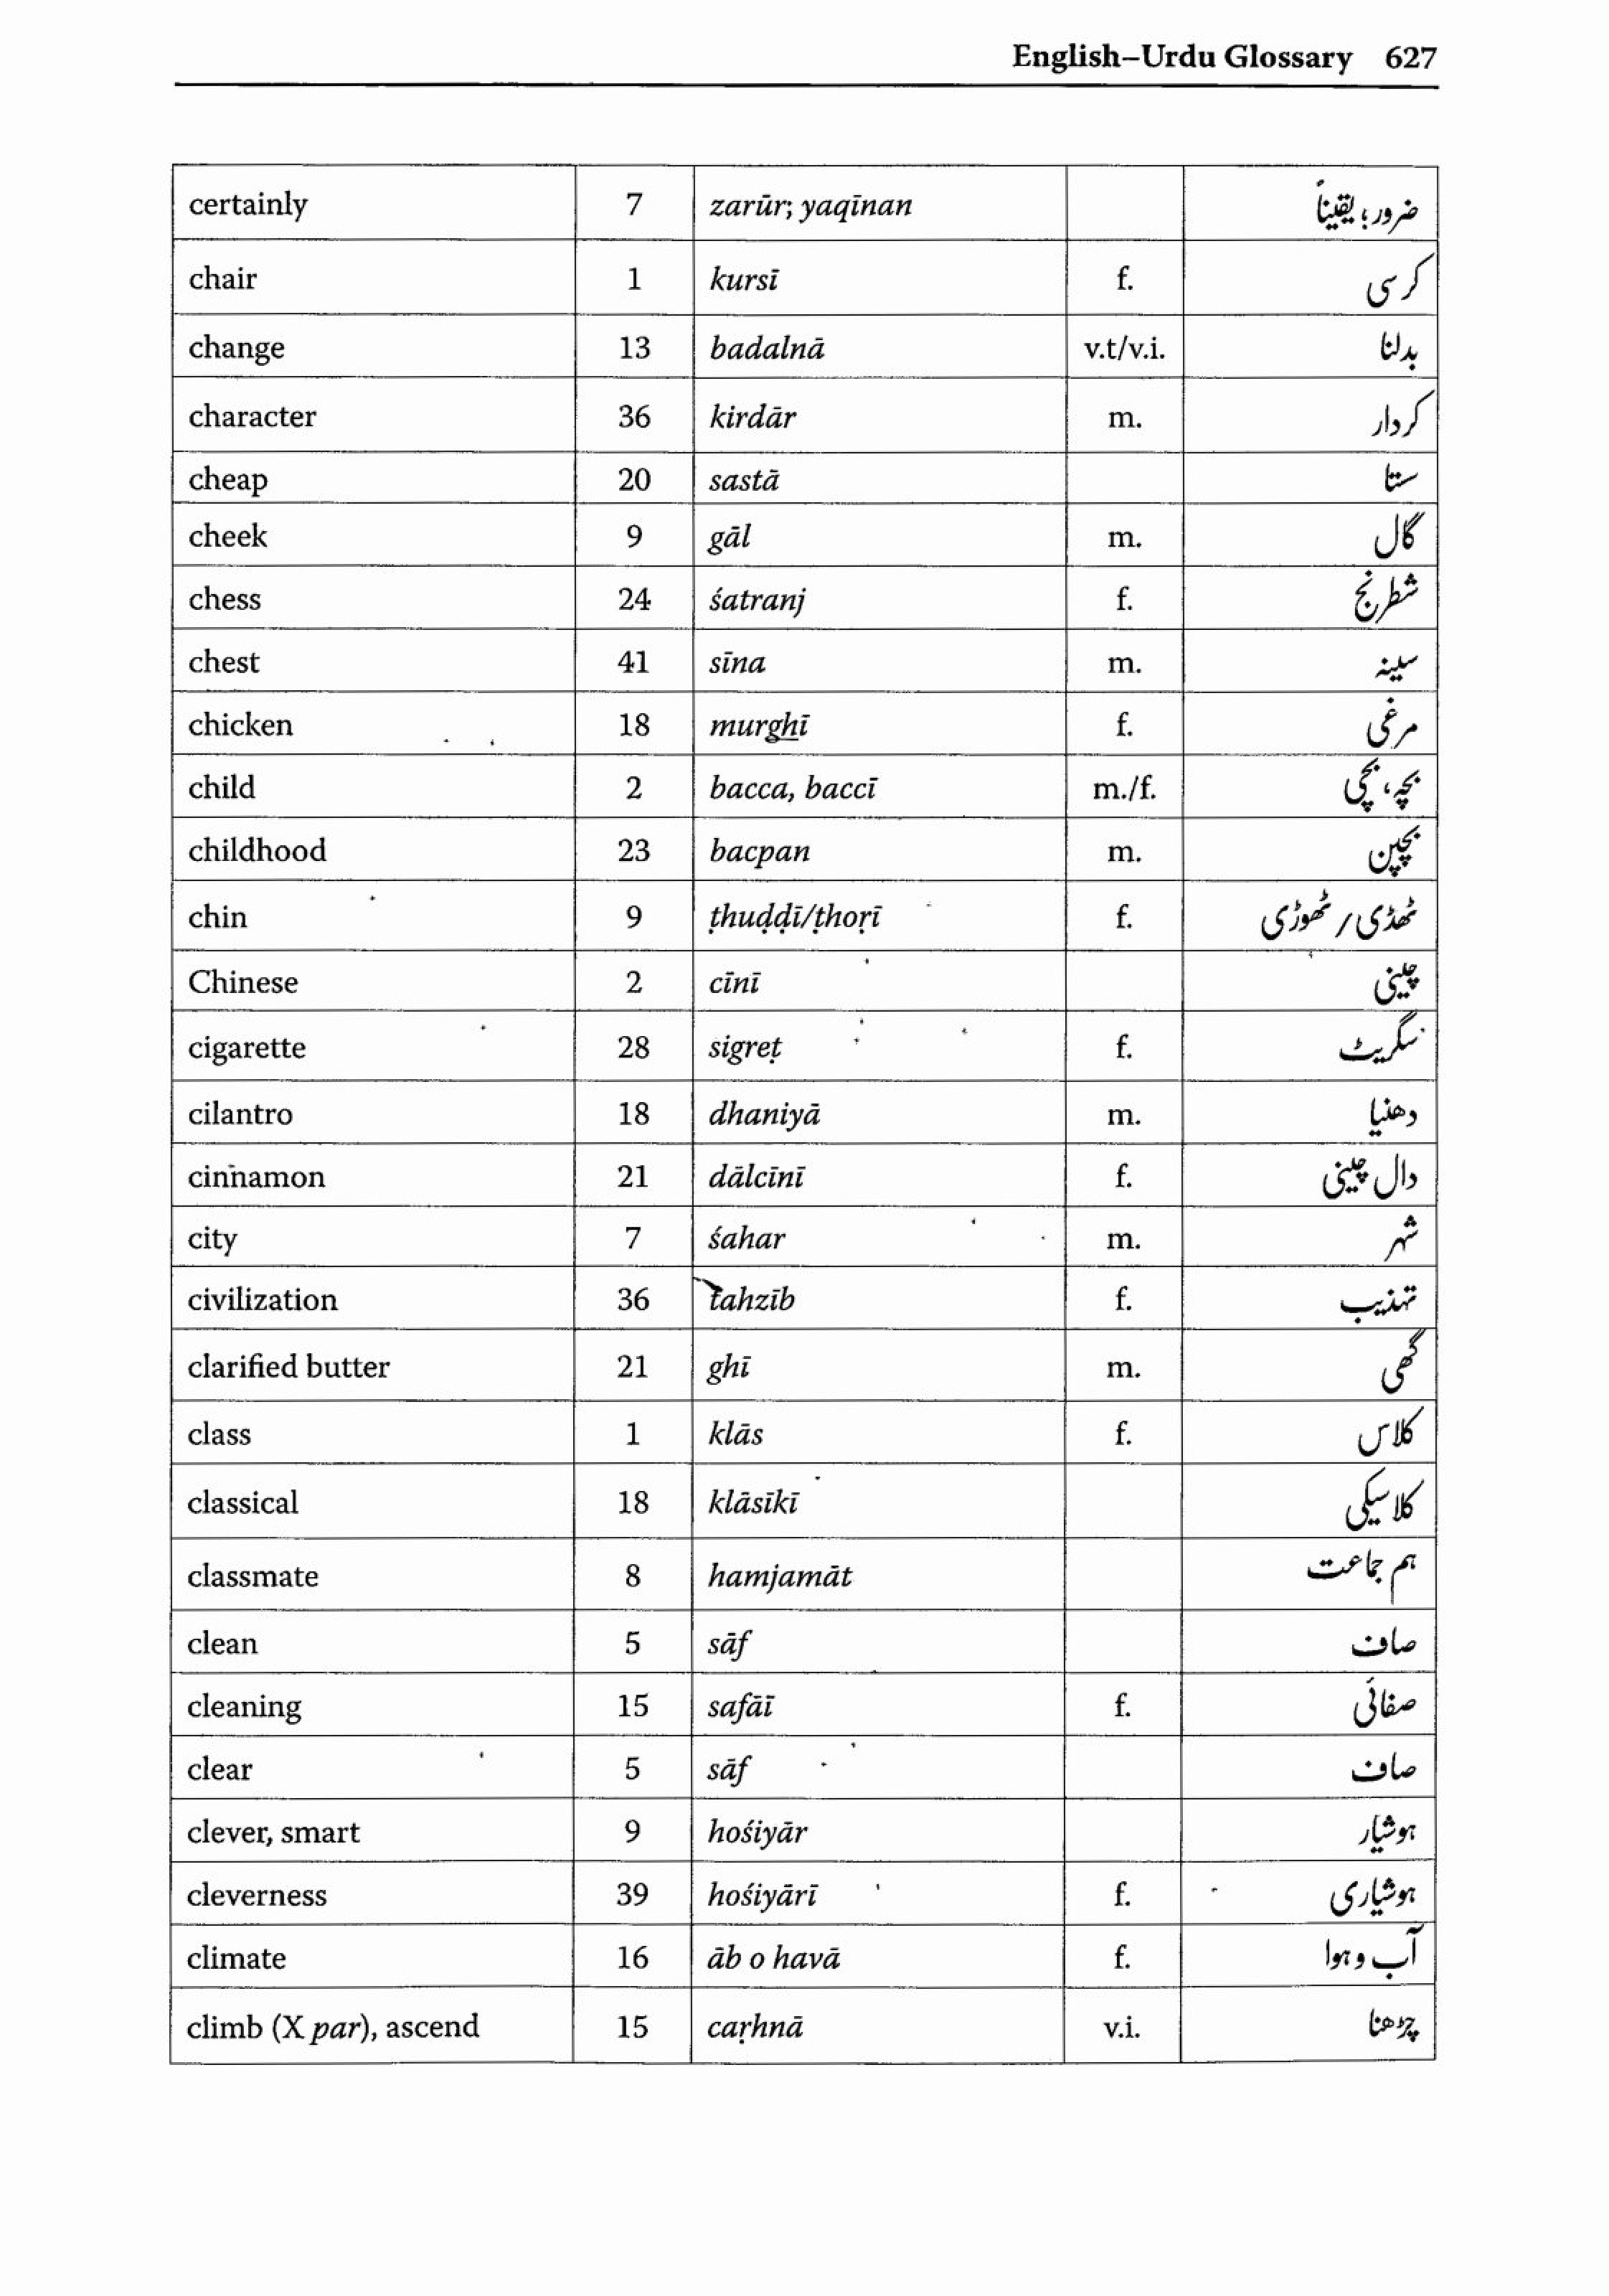 English–Urdu Glossary 627
certainly 7 zarūr; yaqīnan ضرور؛ یقیناً
chair 1 kursī f. کرسی
change 13 badalnā v.t/v.i. بدلنا
character 36 kirdār m. کردار
cheap 20 sastā ستا
cheek 9 gāl m. گال
chess 24 śatranj f. شطرنج
chest 41 sīna m. سینہ
chicken 18 murghī f. مرغی
child 2 bacca, baccī m./f. بچہ، بچی
childhood 23 bacpan m. بچپن
chin 9 ṭhuḍḍī/ṭhoṛī f. ٹھڈی / ٹھوڑی
Chinese 2 cīnī چینی
cigarette 28 sigreṭ f. سگریٹ
cilantro 18 dhaniyā m. دھنیا
cinnamon 21 dālcīnī f. دال چینی
city 7 śahar m. شہر
civilization 36 tahzīb f. تہذیب
clarified butter 21 ghī m. گھی
class 1 klās f. کلاس
classical 18 klāsīkī کلاسیکی
classmate 8 hamjamāt ہم جماعت
clean 5 sāf صاف
cleaning 15 safāī f. صفائی
clear 5 sāf صاف
clever, smart 9 hośiyār ہوشیار
cleverness 39 hośiyārī f. ہوشیاری
climate 16 āb o havā f. آب و ہوا
climb (X par), ascend 15 caṛhnā v.i. چڑھنا